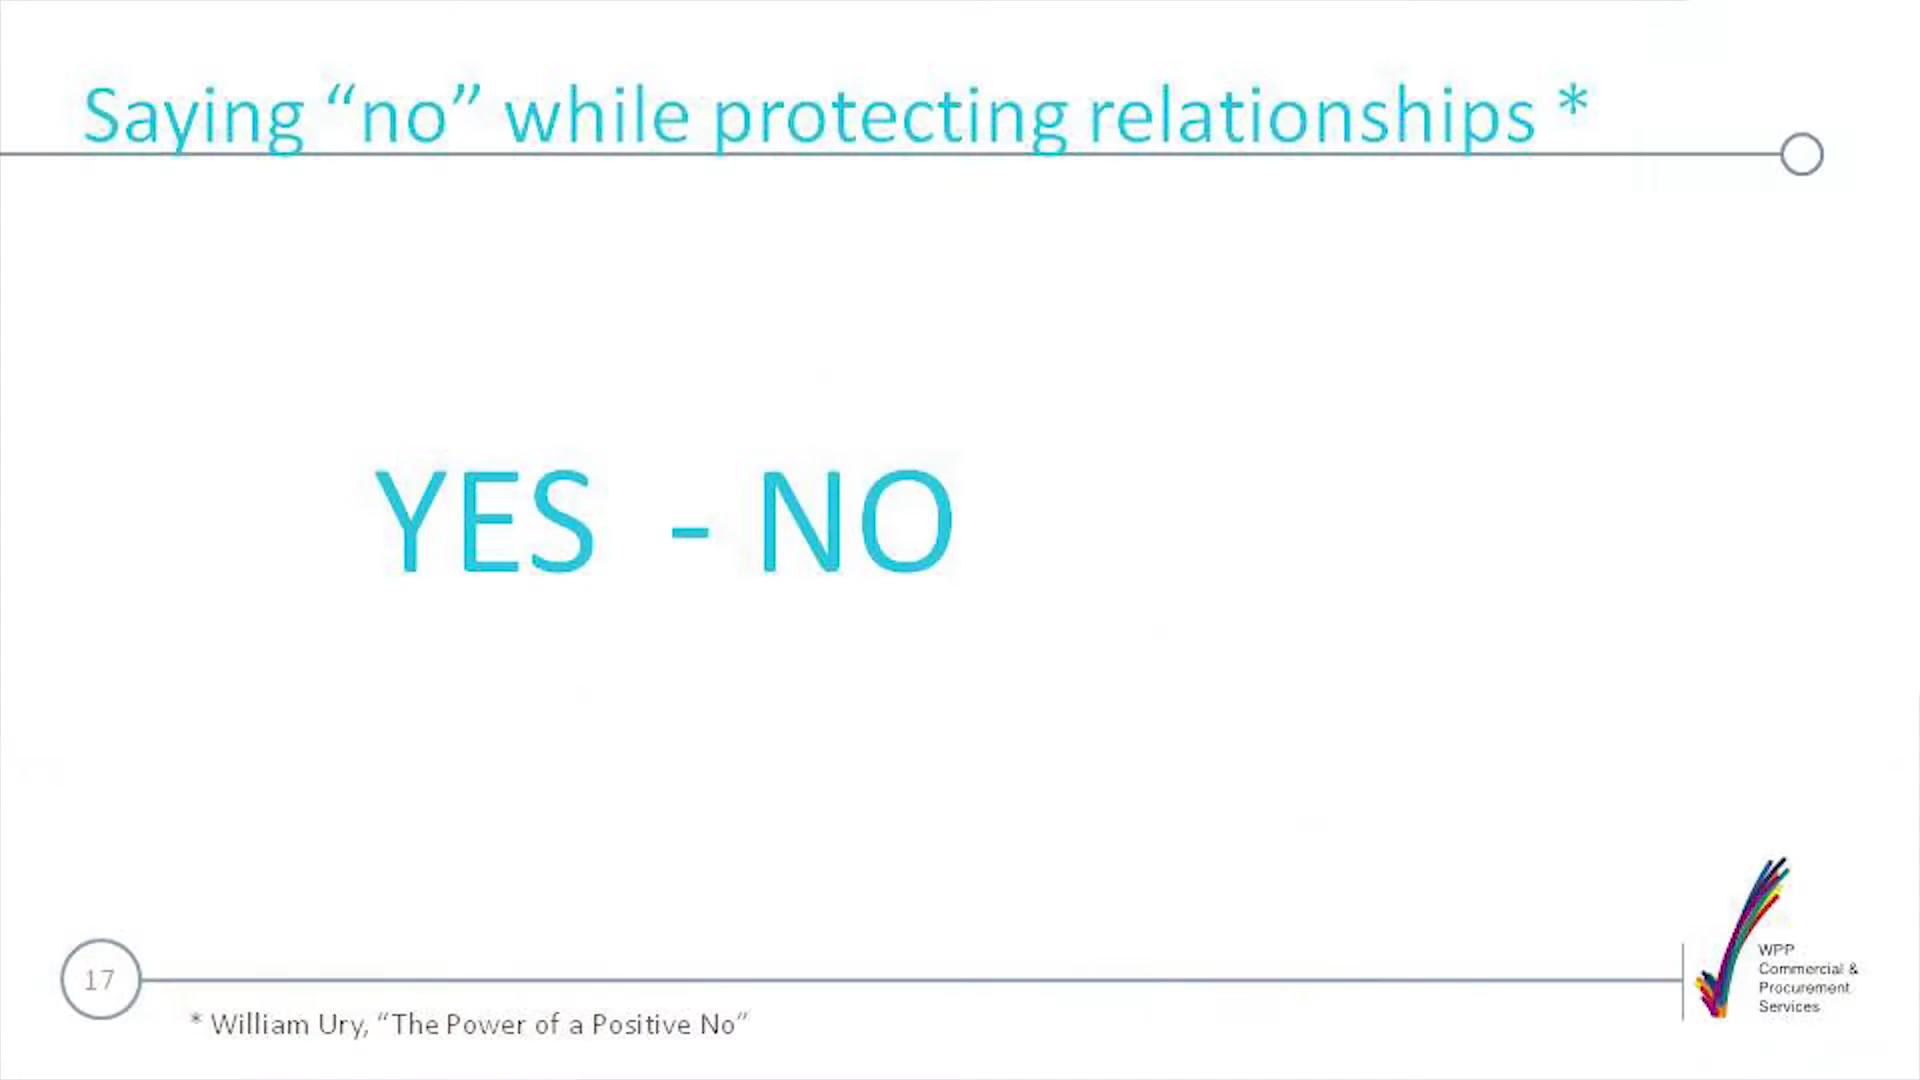 Saying “no” while protecting relationships *
YES - NO
17
* William Ury, “The Power of a Positive No”
WPP
Commercial &
Procurement
Services